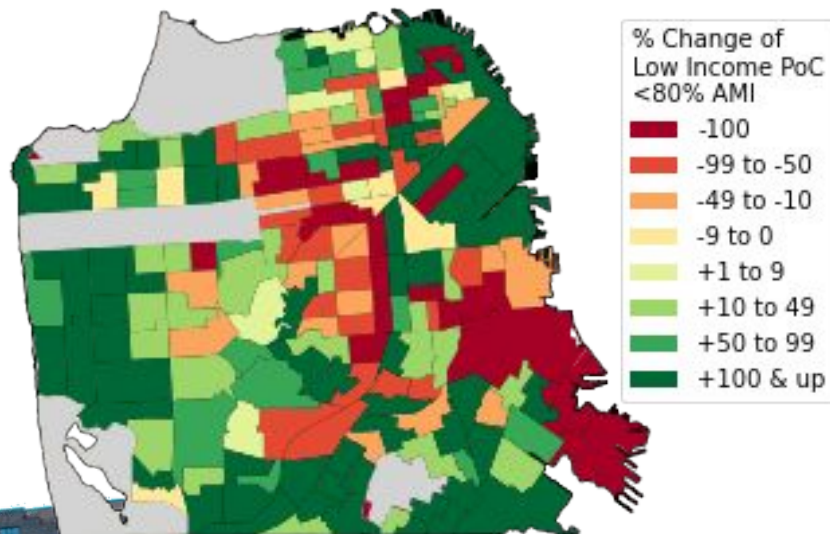 % Change of
Low Income PoC
<80% AMI
-100
-99 to -50
-49 to -10
-9 to 0
+1 to 9
+10 to 49
+50 to 99
+100 & up